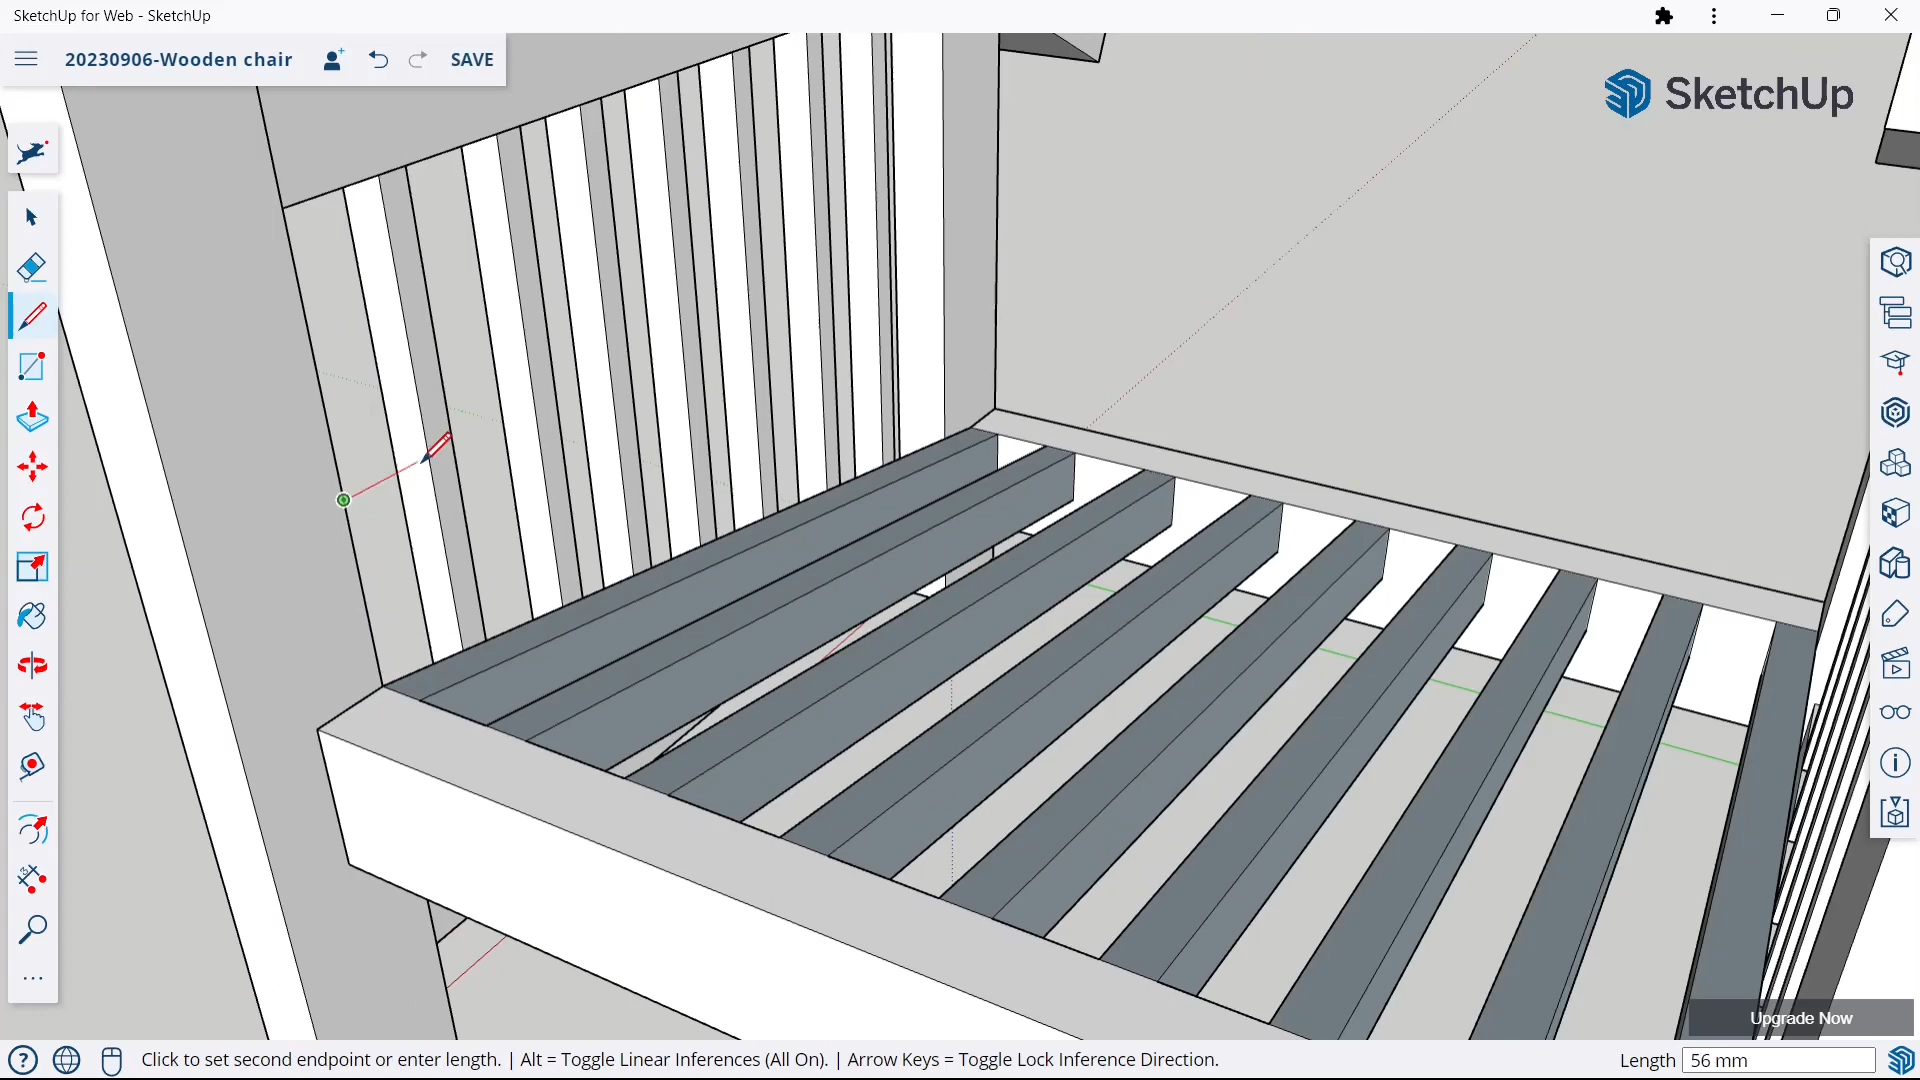 SketchUp for Web - SketchUp
20230906-Wooden chair
SAVE
SketchUp
Upgrade Now
Click to set second endpoint or enter length. | Alt = Toggle Linear Inferences (All On). | Arrow Keys = Toggle Lock Inference Direction.
Length 56 mm